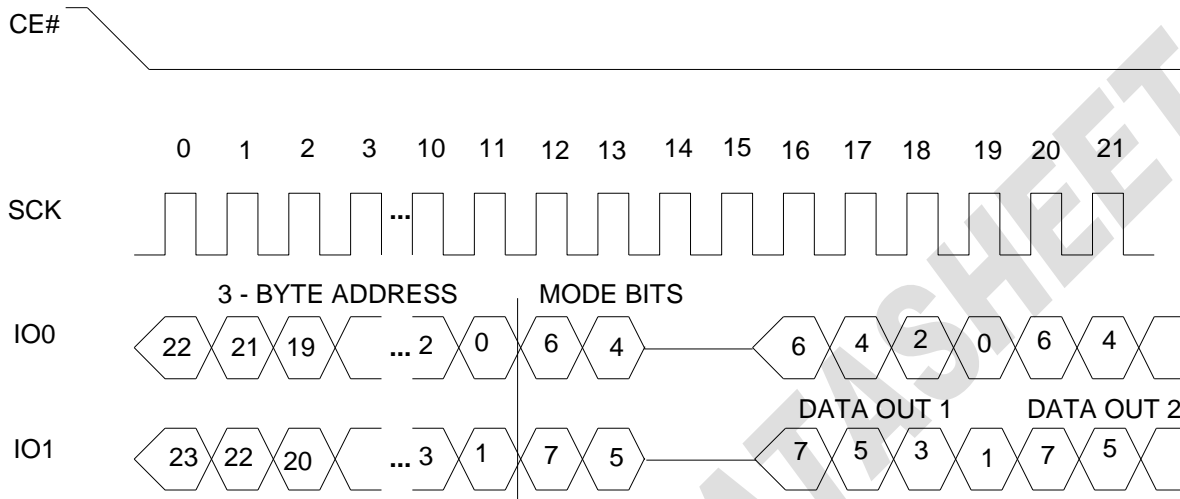 CE#
0 1 2 3 10 11 12 13 14 15 16 17 18 19 20 21
SCK
...
3 - BYTE ADDRESS MODE BITS
IO0
22 21 19 ... 2 0 6 4 6 4 2 0 6 4
DATA OUT 1 DATA OUT 2
IO1
23 22 20 ... 3 1 7 5 7 5 3 1 7 5
DATASHEET